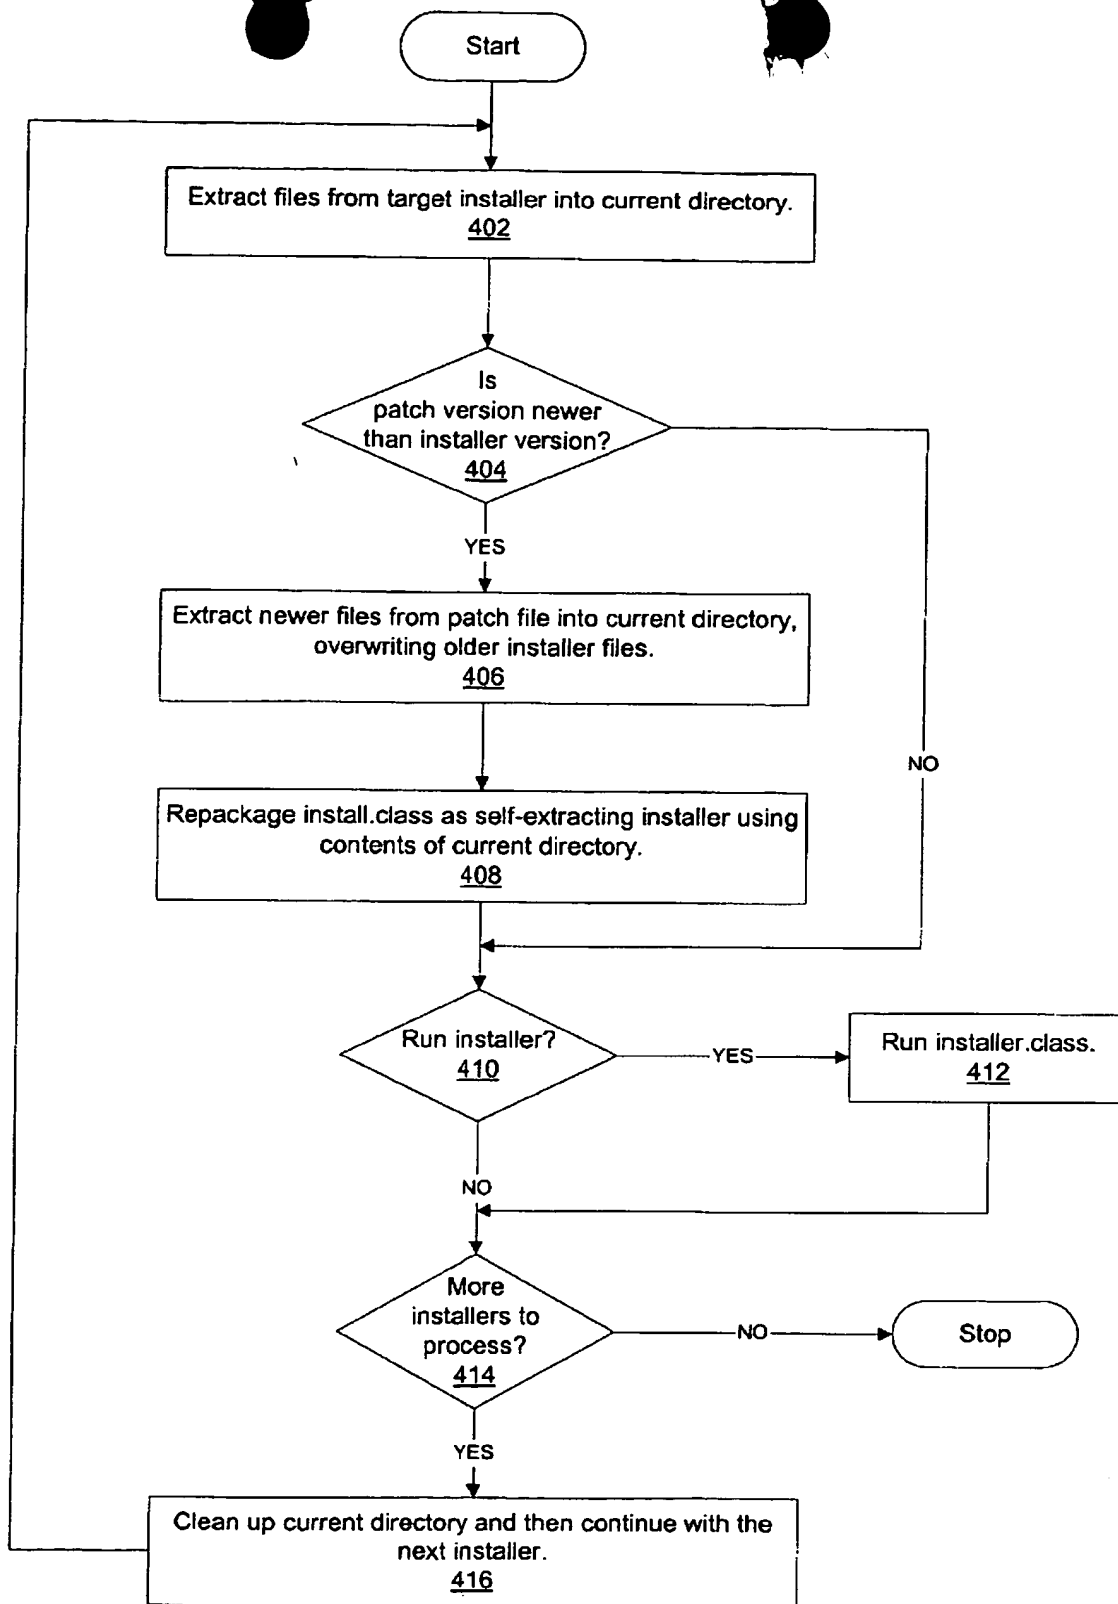 Start
Extract files from target installer into current directory.
402
Is
patch version newer
than installer version?
404
YES
NO
Extract newer files from patch file into current directory,
overwriting older installer files.
406
Repackage install.class as self-extracting installer using
contents of current directory.
408
Run installer?
410
YES
Run installer.class.
412
NO
More
installers to
process?
414
NO
Stop
YES
Clean up current directory and then continue with the
next installer.
416